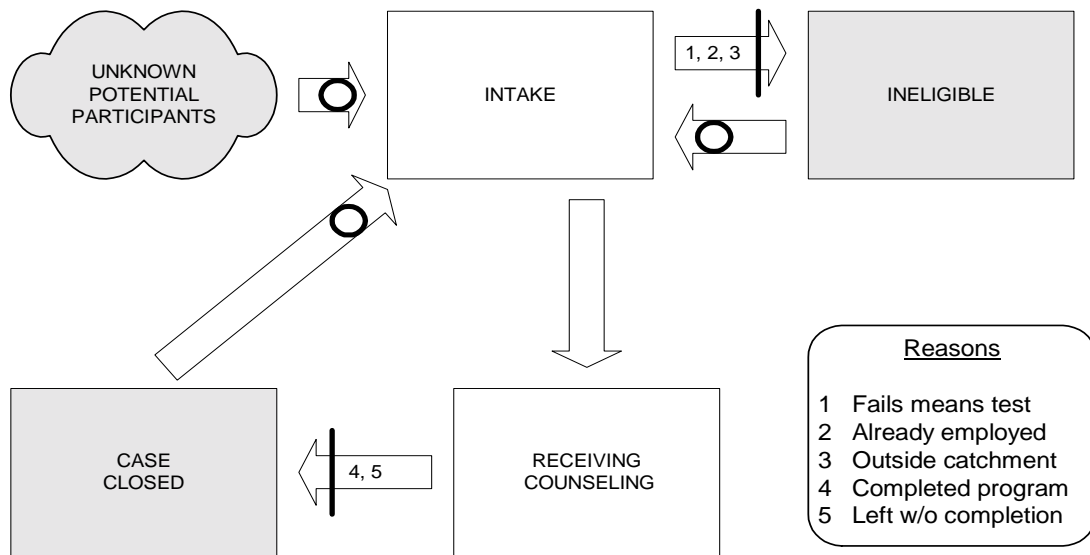 UNKNOWN
POTENTIAL
PARTICIPANTS
INTAKE
1, 2, 3
INELIGIBLE
CASE
CLOSED
4, 5
RECEIVING
COUNSELING
Reasons
1 Fails means test
2 Already employed
3 Outside catchment
4 Completed program
5 Left w/o completion